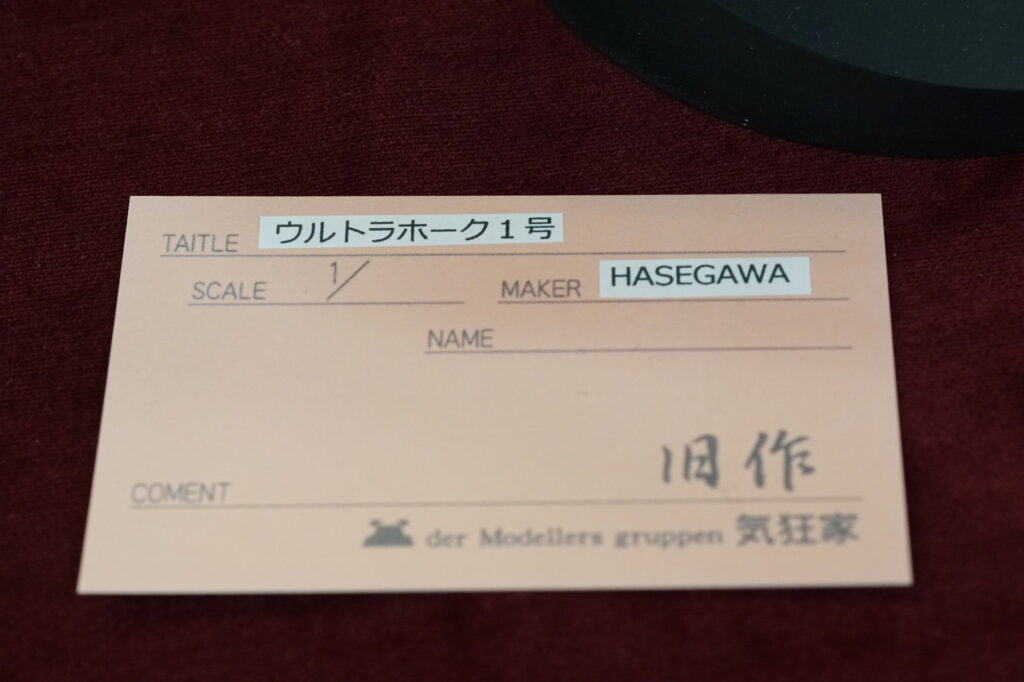 TAITLE ウルトラホーク1号
SCALE 1/ MAKER HASEGAWA
NAME
旧作
COMENT
der Modellers gruppen 気狂家